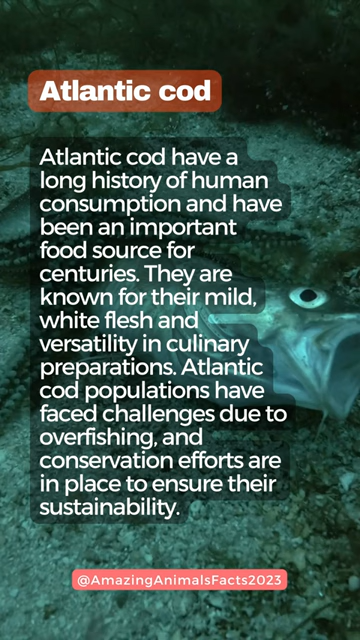 Atlantic cod
Atlantic cod have a
long history of human
consumption and have
been an important
food source for
centuries. They are
known for their mild,
white flesh and
versatility in culinary
preparations. Atlantic
cod populations have
faced challenges due to
overfishing, and
conservation efforts are
in place to ensure their
sustainability.
@AmazingAnimalsFacts2023